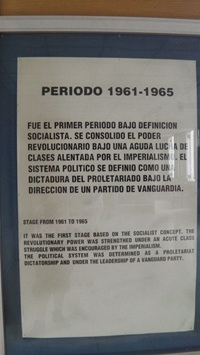 PERIODO 1961-1965
FUE EL PRIMER PERIODO BAJO DEFINICION
SOCIALISTA. SE CONSOLIDO EL PODER
REVOLUCIONARIO BAJO UNA AGUDA LUCHA DE
CLASES ALENTADA POR EL IMPERIALISMO. EL
SISTEMA POLITICO SE DEFINIO COMO UNA
DICTADURA DEL PROLETARIADO BAJO LA
DIRECCION DE UN PARTIDO DE VANGUARDIA.
STAGE FROM 1961 TO 1965
IT WAS THE FIRST STAGE BASED ON THE SOCIALIST CONCEPT. THE
REVOLUTIONARY POWER WAS STRENGTHED UNDER AN ACUTE CLASS
STRUGGLE WHICH WAS ENCOURAGED BY THE IMPERIALISM.
THE POLITICAL SYSTEM WAS DETERMINED AS A PROLETARIAT
DICTATORSHIP AND UNDER THE LEADERSHIP OF A VANGUARD PARTY.